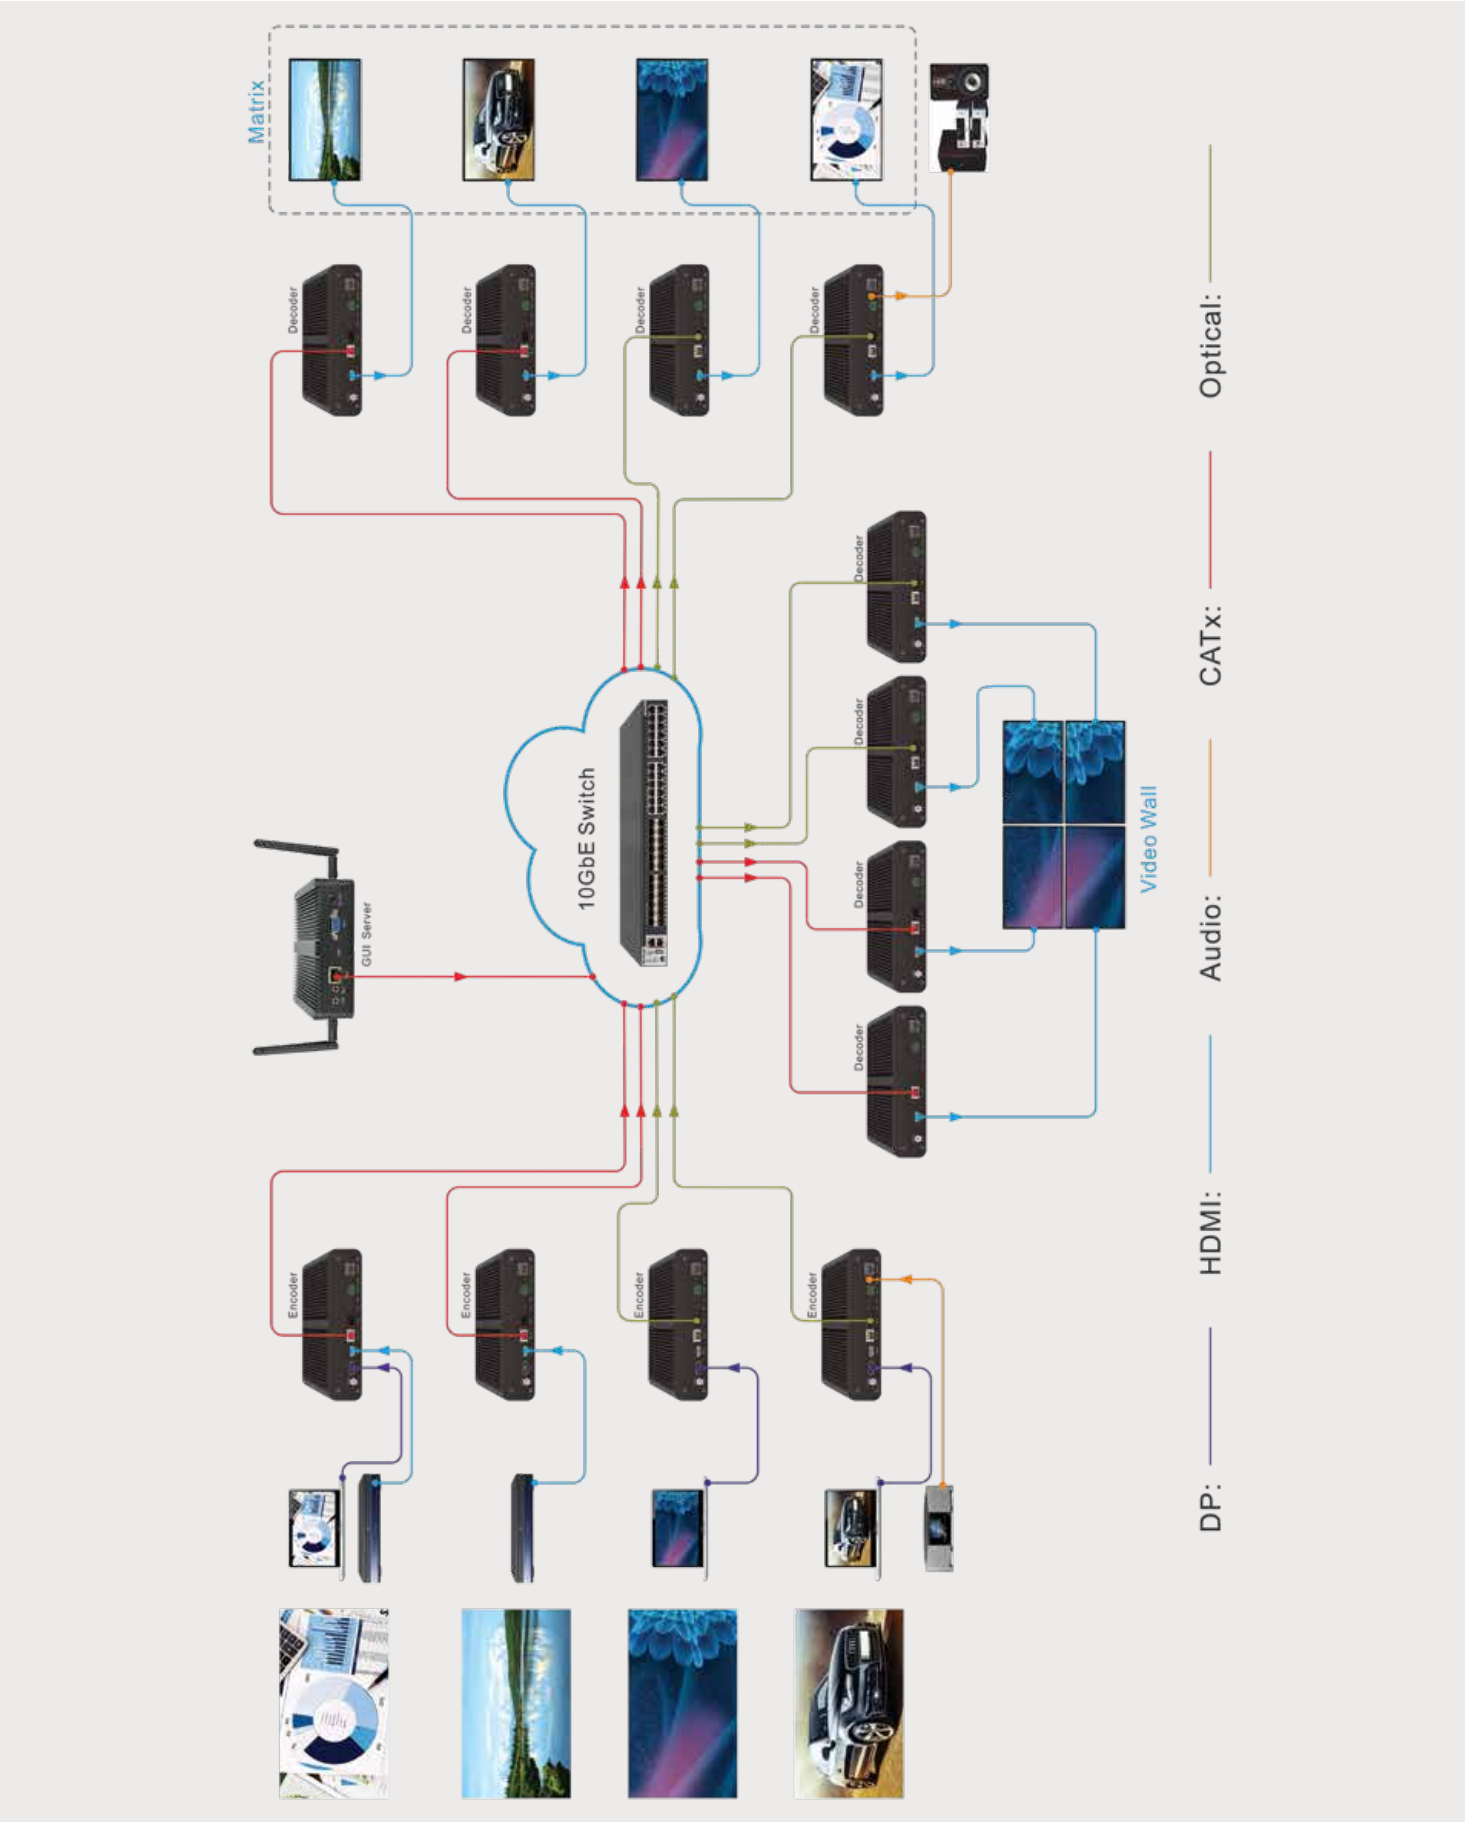 Encoder
Encoder
Encoder
Encoder
GUI Server
10GbE Switch
Decoder
Decoder
Decoder
Decoder
Video Wall
Matrix
Decoder
Decoder
Decoder
Decoder
DP:
HDMI:
Audio:
CATx:
Optical: